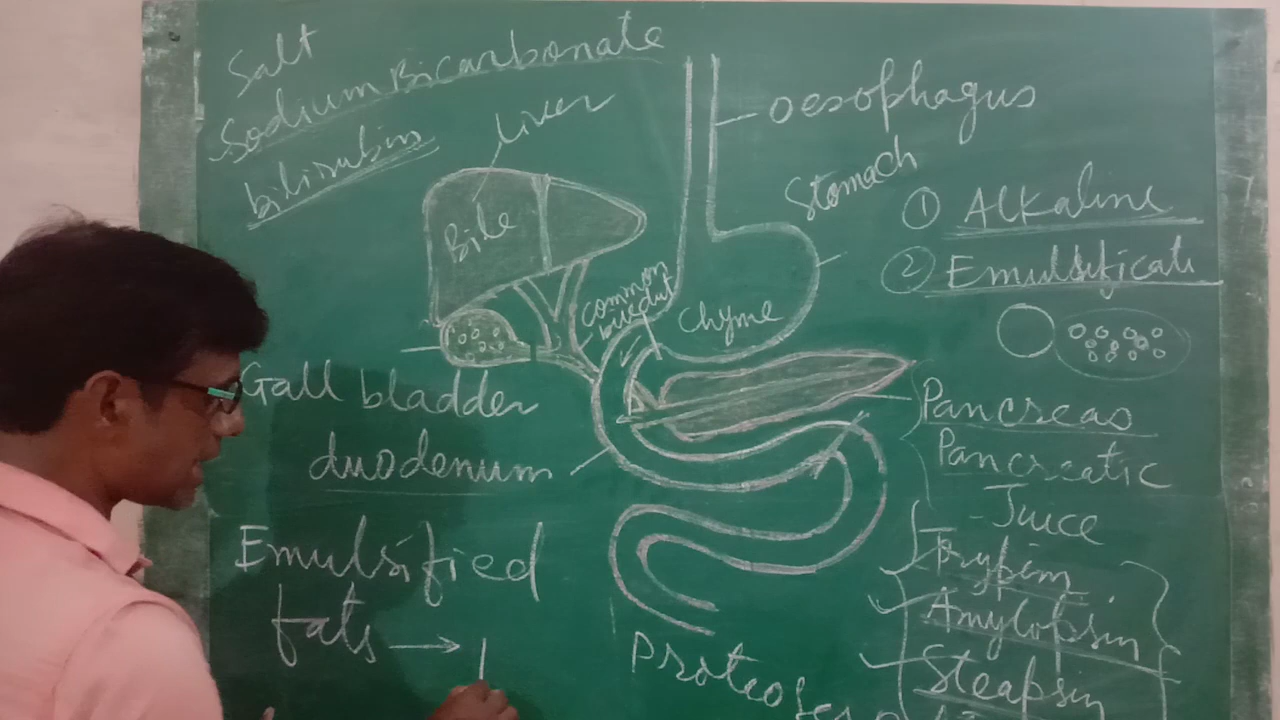 Salt
Sodium Bicarbonate
bilirubin
liver
Bile
oesophagus
Stomach
① Alkaline
② Emulsificati
common
chyme
Gall bladder
duodenum
Pancreas
Pancreatic
Juice
Trypsin
Amylopsin
Steapsin
Emulsified
fats →
Proteoses